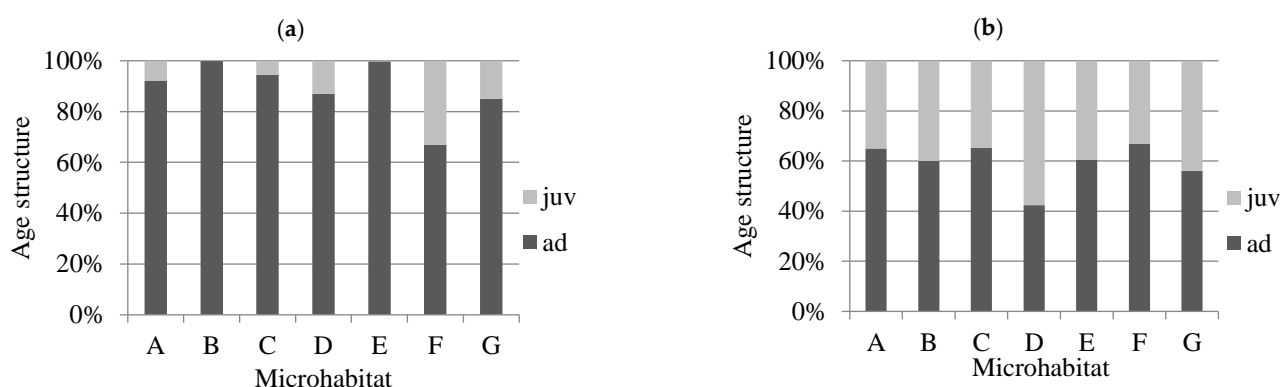 (a)
100%
80%
60%
40%
20%
0%
Age structure
A B C D E F G
Microhabitat
juv
ad
(b)
100%
80%
60%
40%
20%
0%
Age structure
A B C D E F G
Microhabitat
juv
ad